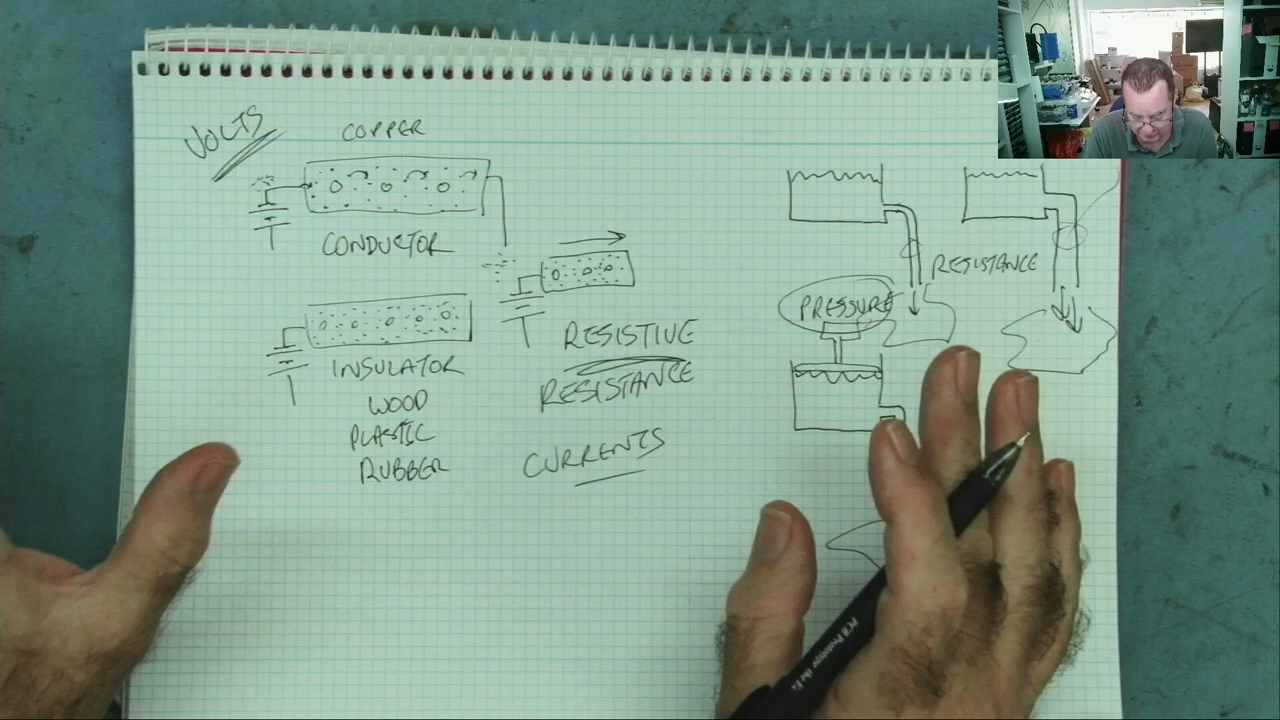 VOLTS
COPPER
CONDUCTOR
INSULATOR
WOOD
PLASTIC
RUBBER
RESISTIVE
RESISTANCE
CURRENTS
RESISTANCE
PRESSURE